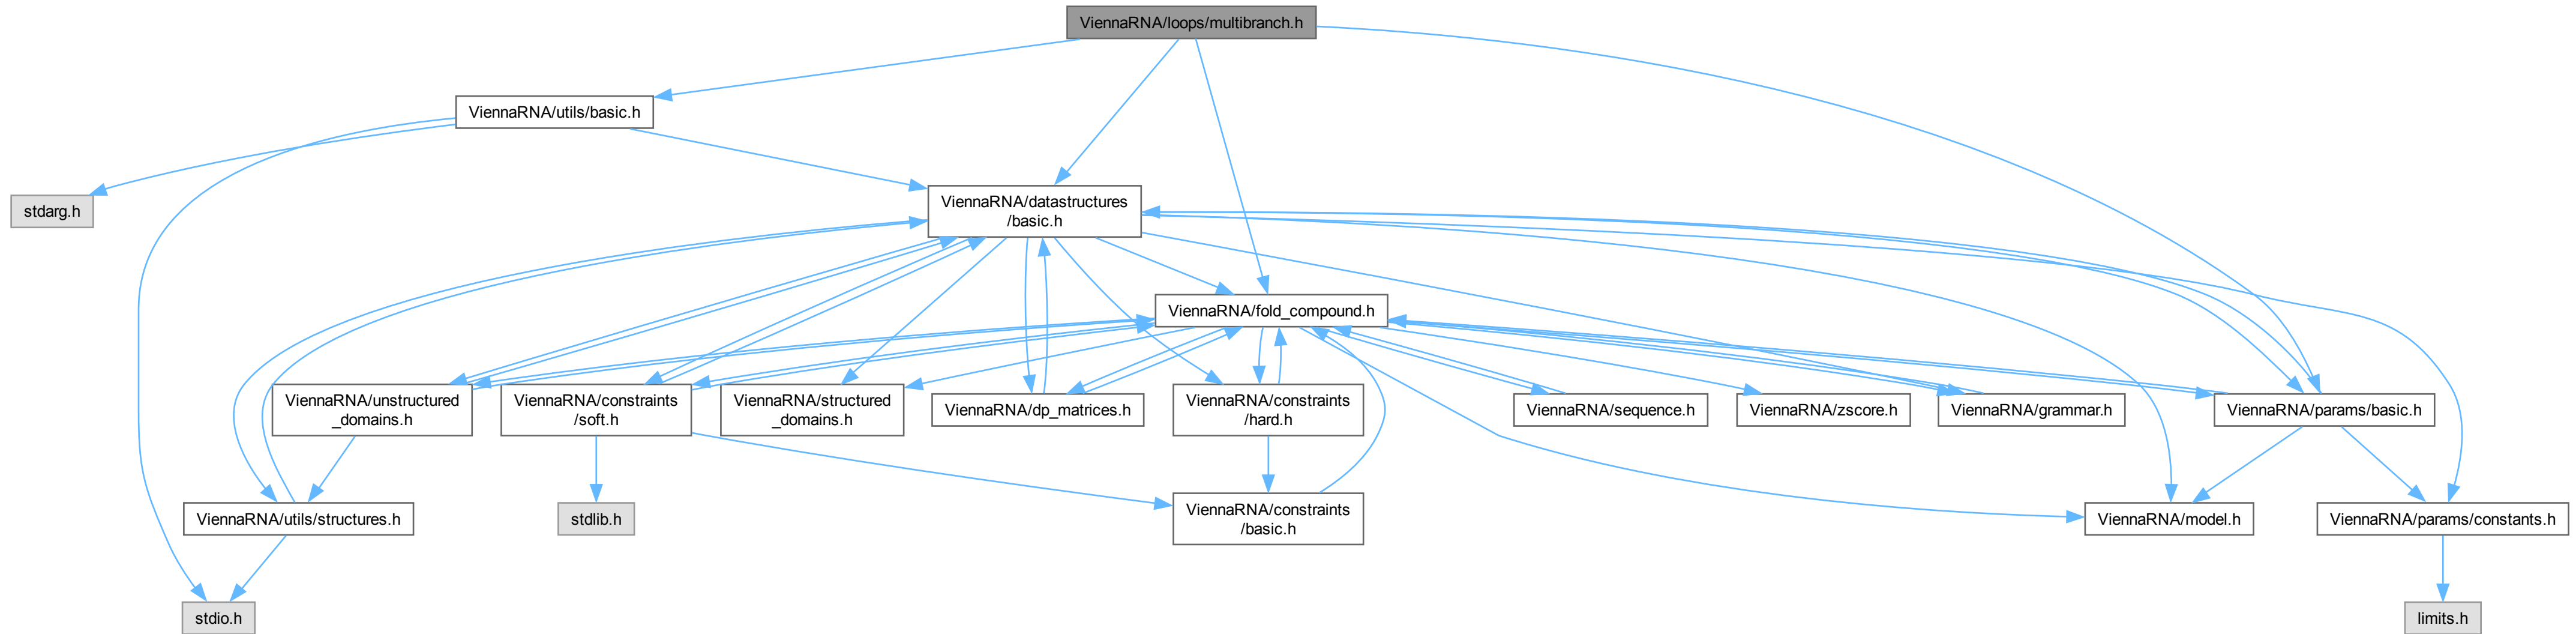 ViennaRNA/loops/multibranch.h
ViennaRNA/utils/basic.h
stdarg.h
ViennaRNA/datastructures
/basic.h
ViennaRNA/fold_compound.h
ViennaRNA/unstructured
_domains.h
ViennaRNA/constraints
/soft.h
ViennaRNA/structured
_domains.h
ViennaRNA/dp_matrices.h
ViennaRNA/constraints
/hard.h
ViennaRNA/sequence.h
ViennaRNA/zscore.h
ViennaRNA/grammar.h
ViennaRNA/params/basic.h
ViennaRNA/utils/structures.h
stdlib.h
ViennaRNA/constraints
/basic.h
ViennaRNA/model.h
ViennaRNA/params/constants.h
stdio.h
limits.h